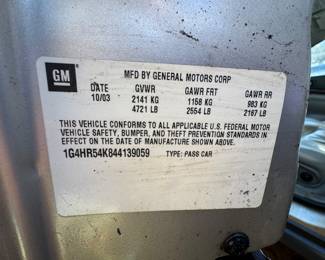 GM
MFD BY GENERAL MOTORS CORP
DATE GVWR GAWR FRT GAWR RR
10/03 2141 KG 1158 KG 983 KG
4721 LB 2554 LB 2167 LB
THIS VEHICLE CONFORMS TO ALL APPLICABLE U.S. FEDERAL MOTOR
VEHICLE SAFETY, BUMPER, AND THEFT PREVENTION STANDARDS IN
EFFECT ON THE DATE OF MANUFACTURE SHOWN ABOVE.
1G4HR54K844139059 TYPE: PASS CAR